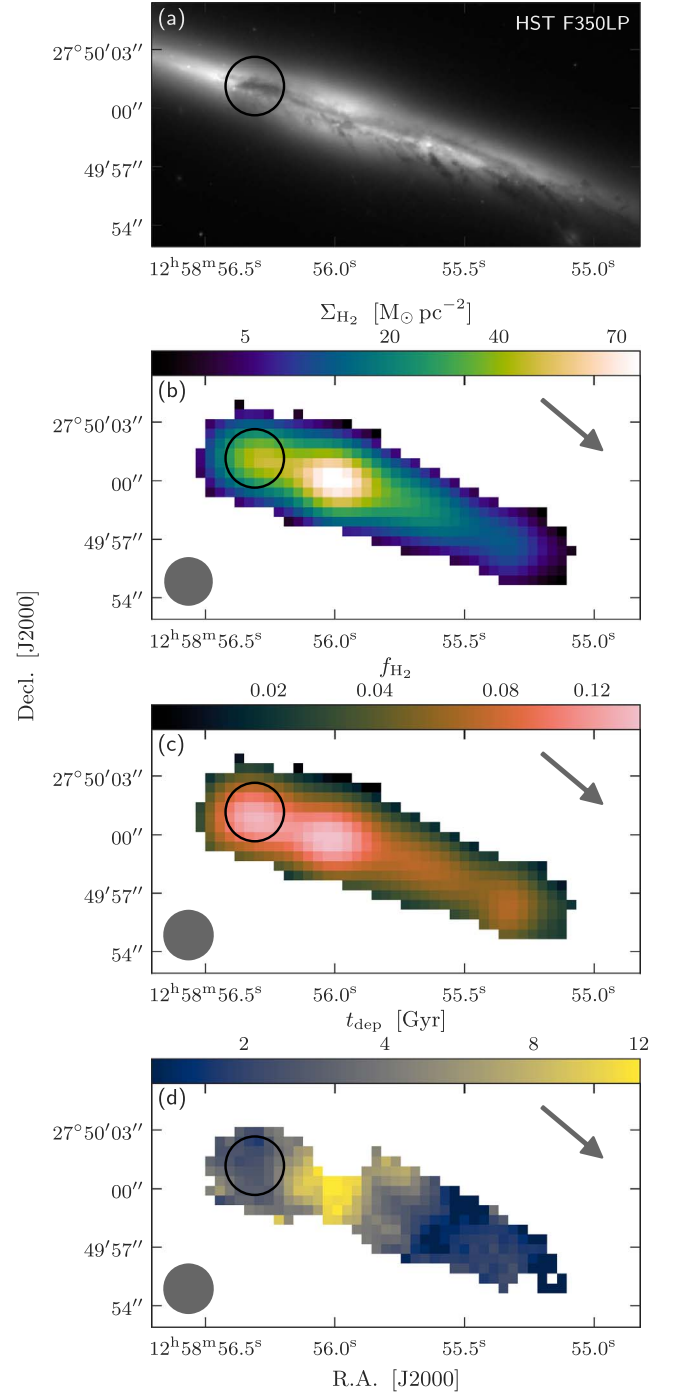 (a)
HST F350LP
27°50′03″
00″
49′57″
54″
12ʰ58ᵐ56.5ˢ 56.0ˢ 55.5ˢ 55.0ˢ
Σ_H₂ [M⊙ pc⁻²]
5 20 40 70
(b)
27°50′03″
00″
49′57″
54″
12ʰ58ᵐ56.5ˢ 56.0ˢ 55.5ˢ 55.0ˢ
Decl. [J2000]
f_H₂
0.02 0.04 0.08 0.12
(c)
27°50′03″
00″
49′57″
54″
12ʰ58ᵐ56.5ˢ 56.0ˢ 55.5ˢ 55.0ˢ
t_dep [Gyr]
2 4 8 12
(d)
27°50′03″
00″
49′57″
54″
12ʰ58ᵐ56.5ˢ 56.0ˢ 55.5ˢ 55.0ˢ
R.A. [J2000]